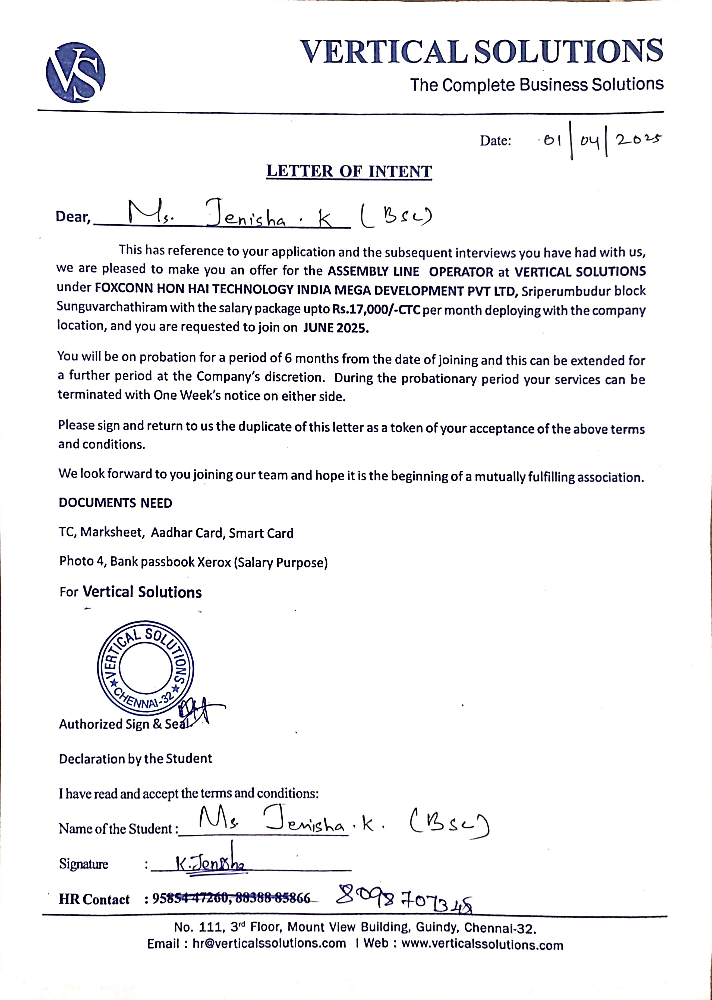 VS
VERTICAL SOLUTIONS
The Complete Business Solutions
Date: 01/04/2025
LETTER OF INTENT
Dear, Ms. Jenisha . K (Bsc)
This has reference to your application and the subsequent interviews you have had with us,
we are pleased to make you an offer for the ASSEMBLY LINE OPERATOR at VERTICAL SOLUTIONS
under FOXCONN HON HAI TECHNOLOGY INDIA MEGA DEVELOPMENT PVT LTD, Sriperumbudur block
Sunguvarchathiram with the salary package upto Rs.17,000/-CTC per month deploying with the company
location, and you are requested to join on JUNE 2025.
You will be on probation for a period of 6 months from the date of joining and this can be extended for
a further period at the Company's discretion. During the probationary period your services can be
terminated with One Week's notice on either side.
Please sign and return to us the duplicate of this letter as a token of your acceptance of the above terms
and conditions.
We look forward to you joining our team and hope it is the beginning of a mutually fulfilling association.
DOCUMENTS NEED
TC, Marksheet, Aadhar Card, Smart Card
Photo 4, Bank passbook Xerox (Salary Purpose)
For Vertical Solutions
VERTICAL SOLUTIONS
★ CHENNAI-32 ★
Authorized Sign & Seal
Declaration by the Student
I have read and accept the terms and conditions:
Name of the Student : Ms. Jenisha . K . (Bsc)
Signature : K.Jenisha
HR Contact : 95854 47260, 88388 85866 8098707348
No. 111, 3rd Floor, Mount View Building, Guindy, Chennai-32.
Email : hr@verticalssolutions.com I Web : www.verticalssolutions.com